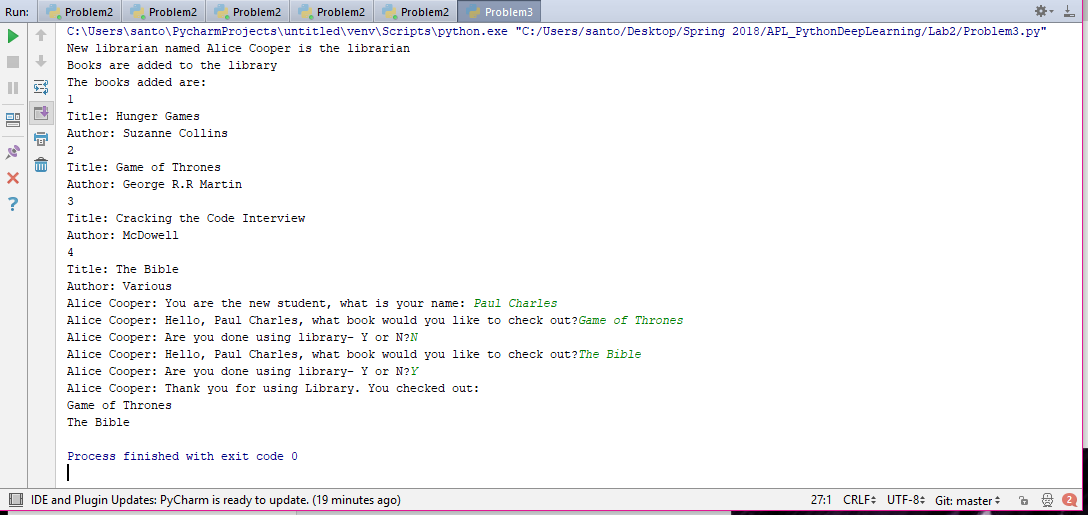 Run: Problem2 Problem2 Problem2 Problem2 Problem2 Problem3
C:\Users\santo\PycharmProjects\untitled\venv\Scripts\python.exe "C:/Users/santo/Desktop/Spring 2018/APL_PythonDeepLearning/Lab2/Problem3.py"
New librarian named Alice Cooper is the librarian
Books are added to the library
The books added are:
1
Title: Hunger Games
Author: Suzanne Collins
2
Title: Game of Thrones
Author: George R.R Martin
3
Title: Cracking the Code Interview
Author: McDowell
4
Title: The Bible
Author: Various
Alice Cooper: You are the new student, what is your name: Paul Charles
Alice Cooper: Hello, Paul Charles, what book would you like to check out?Game of Thrones
Alice Cooper: Are you done using library- Y or N?N
Alice Cooper: Hello, Paul Charles, what book would you like to check out?The Bible
Alice Cooper: Are you done using library- Y or N?Y
Alice Cooper: Thank you for using Library. You checked out:
Game of Thrones
The Bible
Process finished with exit code 0
IDE and Plugin Updates: PyCharm is ready to update. (19 minutes ago) 27:1 CRLF UTF-8 Git: master 2